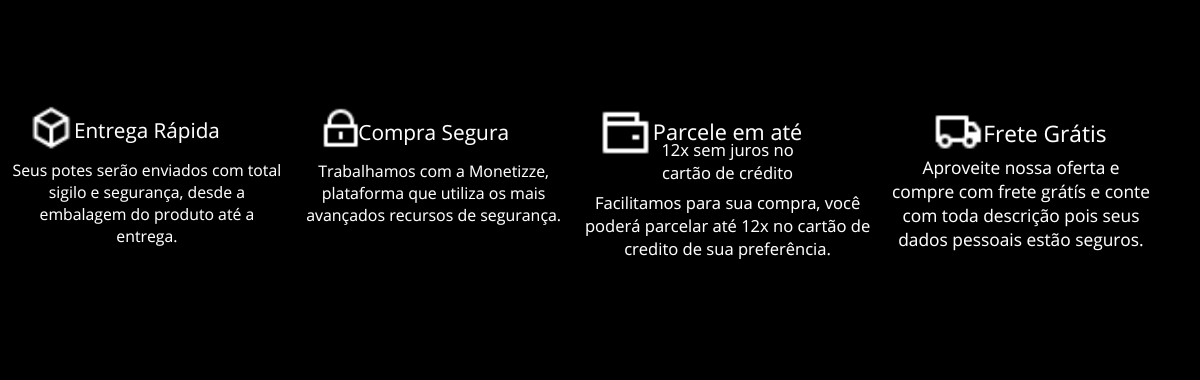 Entrega Rápida
Seus potes serão enviados com total
sigilo e segurança, desde a
embalagem do produto até a
entrega.
Compra Segura
Trabalhamos com a Monetizze,
plataforma que utiliza os mais
avançados recursos de segurança.
Parcele em até
12x sem juros no
cartão de crédito
Facilitamos para sua compra, você
poderá parcelar até 12x no cartão de
credito de sua preferência.
Frete Grátis
Aproveite nossa oferta e
compre com frete grátís e conte
com toda descrição pois seus
dados pessoais estão seguros.